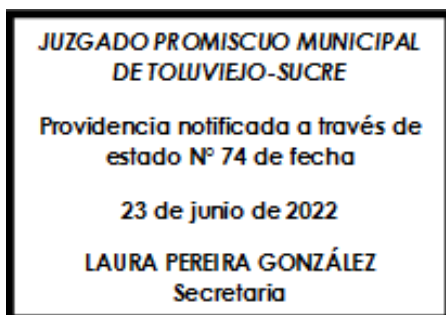 JUZGADO PROMISCUO MUNICIPAL
DE TOLUVIEJO-SUCRE
Providencia notificada a través de
estado N° 74 de fecha
23 de junio de 2022
LAURA PEREIRA GONZÁLEZ
Secretaria